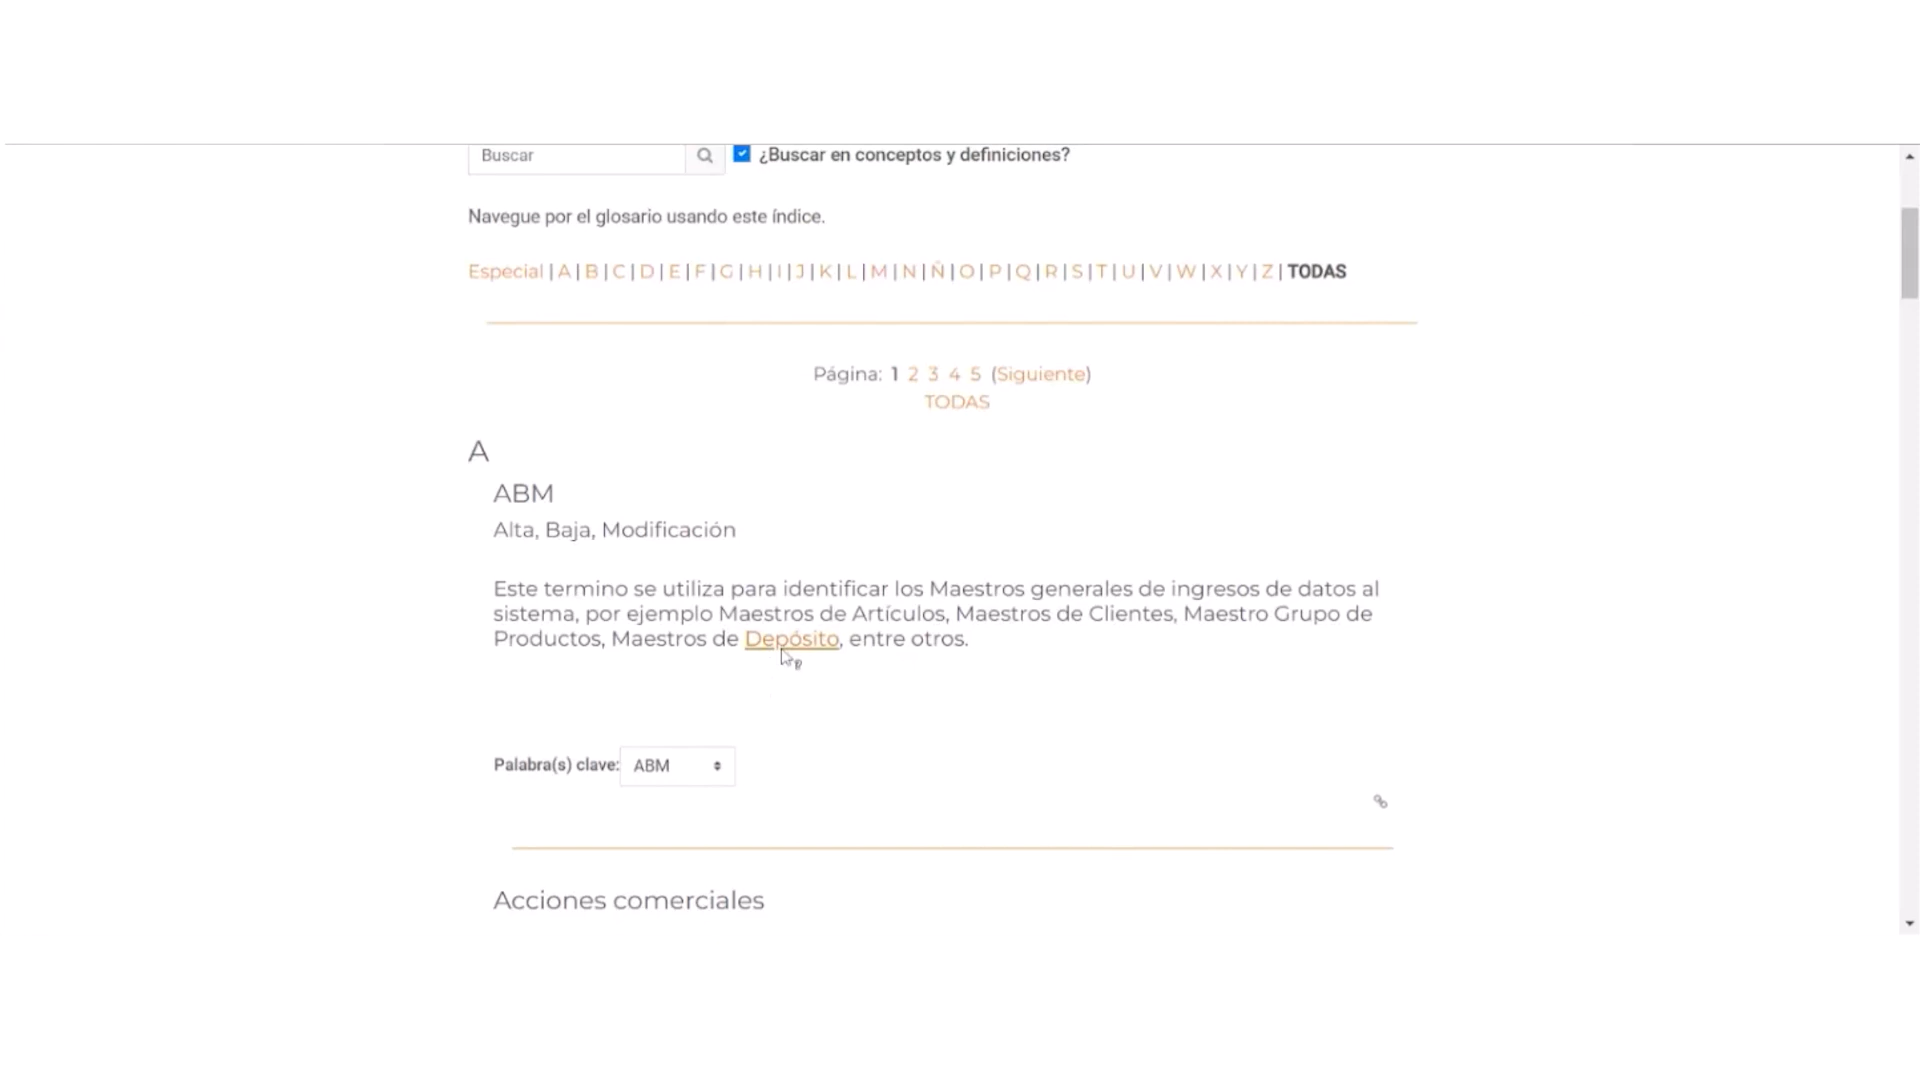 Buscar
¿Buscar en conceptos y definiciones?
Navegue por el glosario usando este índice.
Especial | A | B | C | D | E | F | G | H | I | J | K | L | M | N | Ñ | O | P | Q | R | S | T | U | V | W | X | Y | Z | TODAS
Página: 1 2 3 4 5 (Siguiente)
TODAS
A
ABM
Alta, Baja, Modificación
Este termino se utiliza para identificar los Maestros generales de ingresos de datos al
sistema, por ejemplo Maestros de Artículos, Maestros de Clientes, Maestro Grupo de
Productos, Maestros de Depósito, entre otros.
Palabra(s) clave: ABM
Acciones comerciales